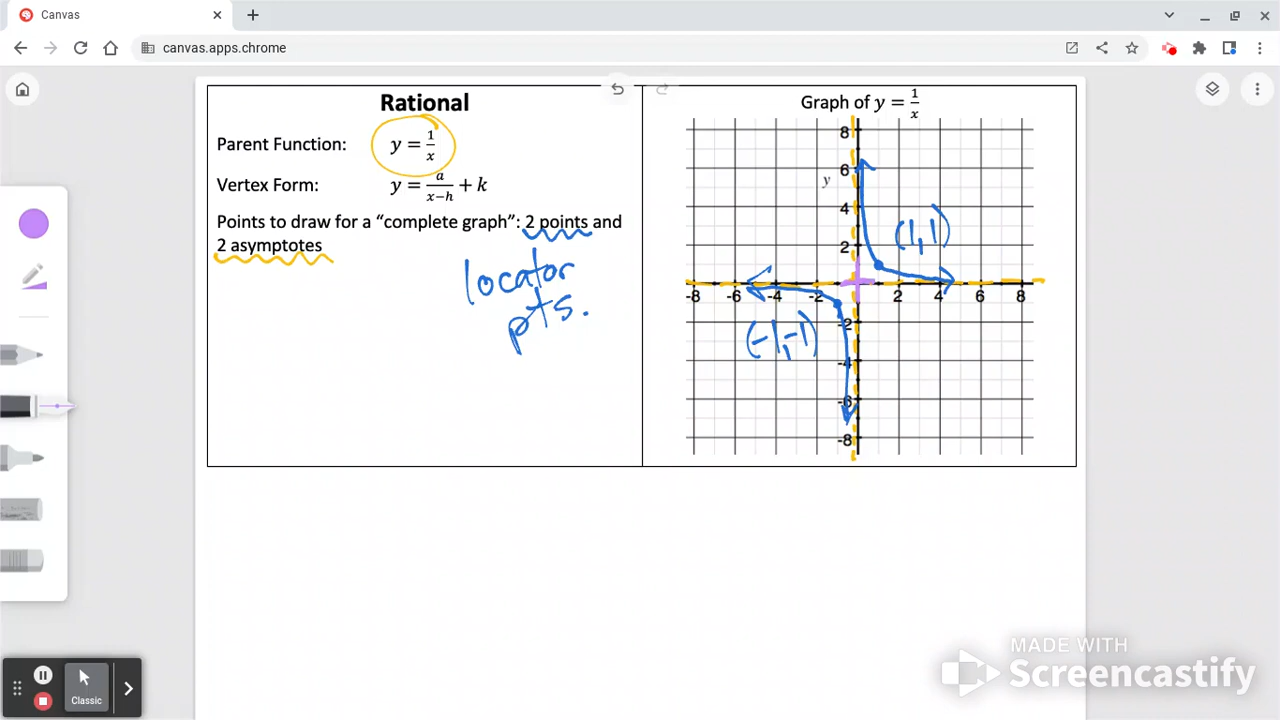 Canvas
canvas.apps.chrome
Rational
Parent Function: y = 1/x
Vertex Form: y = a/(x−h) + k
Points to draw for a “complete graph”: 2 points and
2 asymptotes
locator
pts.
Graph of y = 1/x
8
6
y
4
(1,1)
2
-8 -6 -4 -2 2 4 6 8
-2
(-1,-1)
-4
-6
-8
Classic
MADE WITH
Screencastify